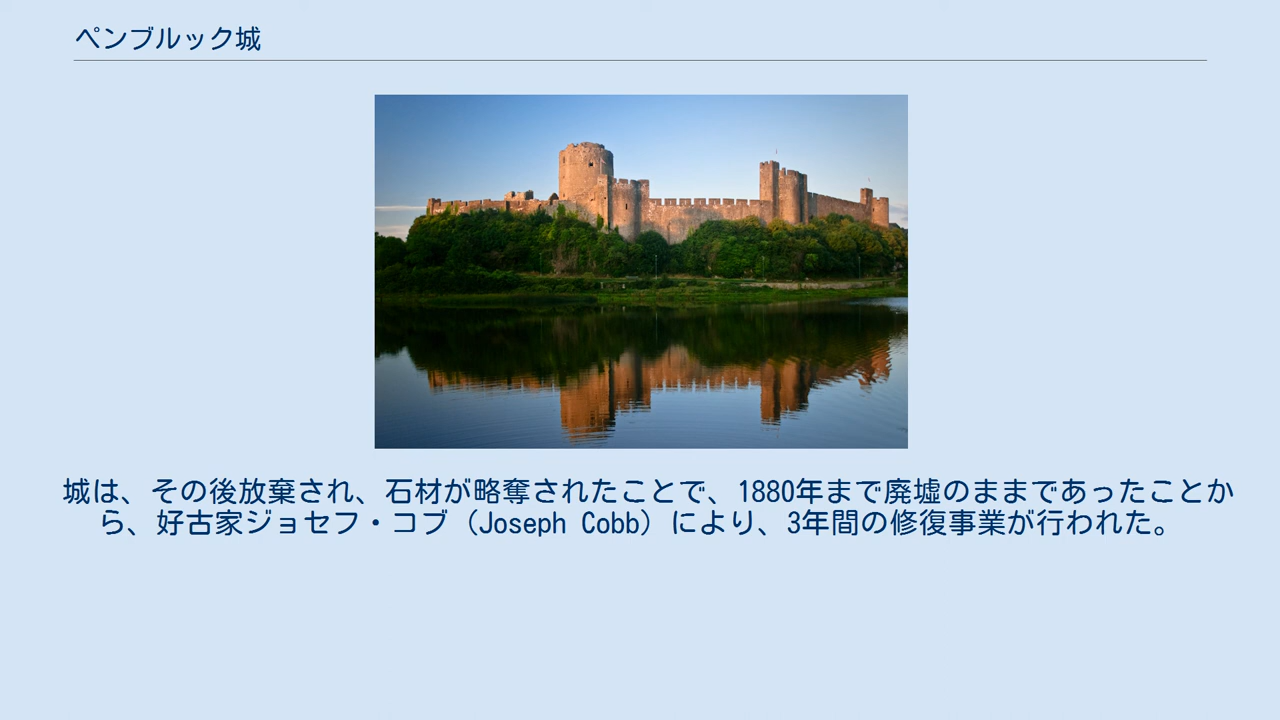 ペンブルック城
城は、その後放棄され、石材が略奪されたことで、1880年まで廃墟のままであったことか
ら、好古家ジョセフ・コブ（Joseph Cobb）により、3年間の修復事業が行われた。